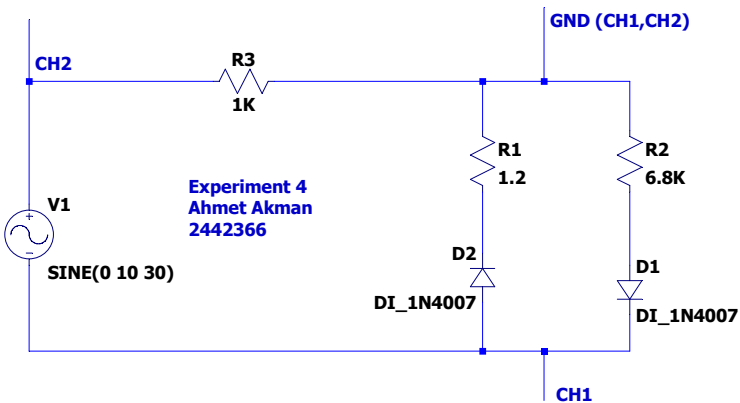 GND (CH1,CH2)
CH2
R3
1K
R1
1.2
R2
6.8K
Experiment 4
Ahmet Akman
2442366
V1
+
-
SINE(0 10 30)
D2
DI_1N4007
D1
DI_1N4007
CH1